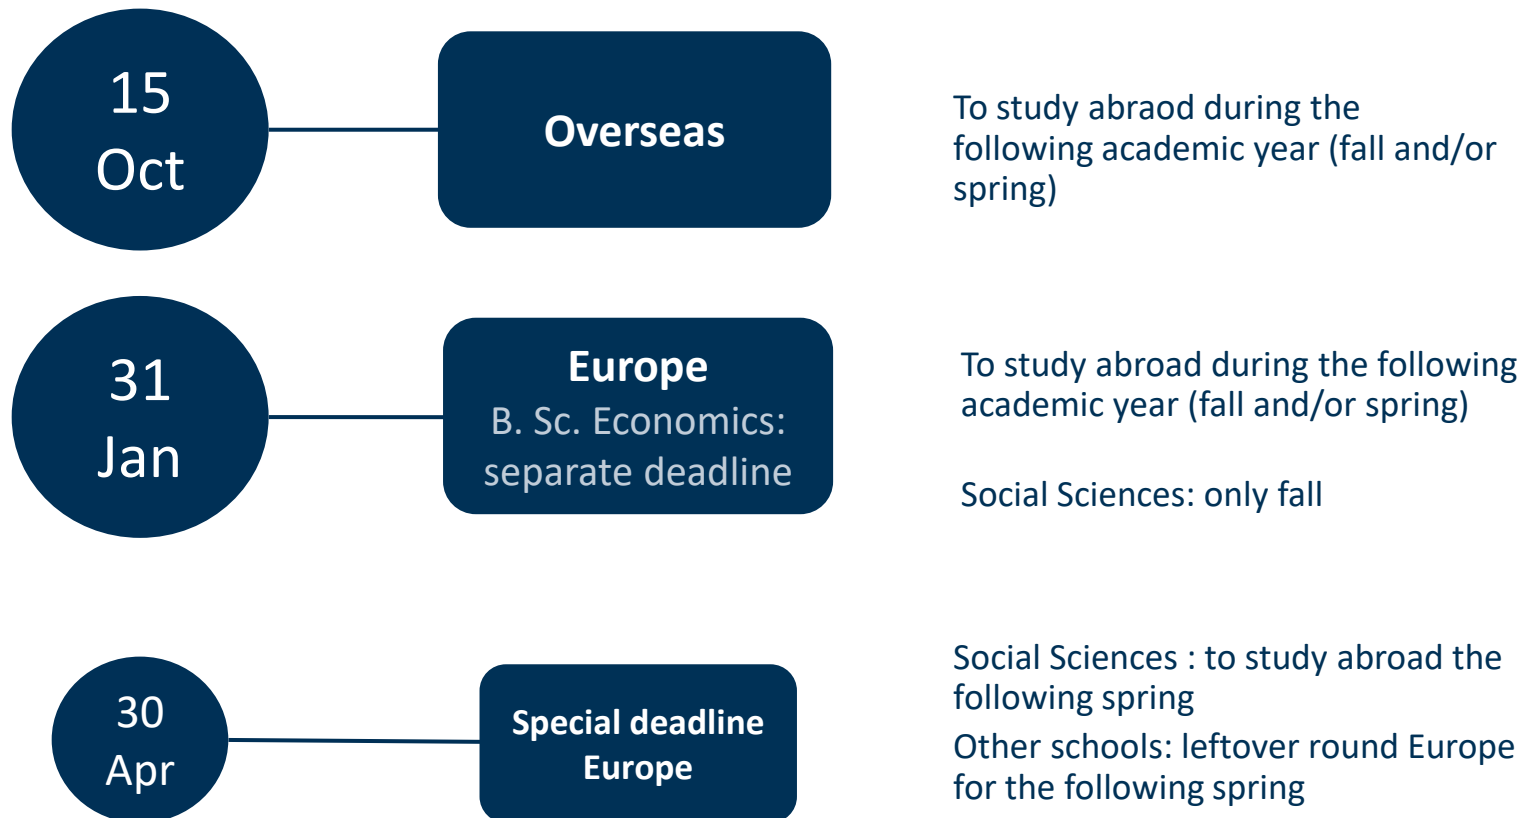 15
Oct
Overseas
To study abraod during the
following academic year (fall and/or
spring)
31
Jan
Europe
B. Sc. Economics:
separate deadline
To study abroad during the following
academic year (fall and/or spring)
Social Sciences: only fall
30
Apr
Special deadline
Europe
Social Sciences : to study abroad the
following spring
Other schools: leftover round Europe
for the following spring